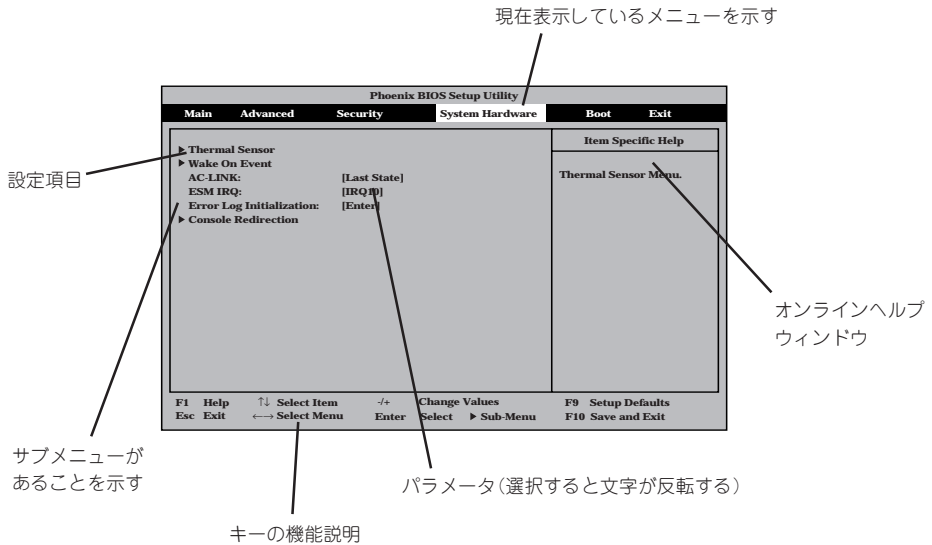 現在表示しているメニューを示す
Phoenix BIOS Setup Utility
Main Advanced Security System Hardware Boot Exit
Item Specific Help
▶ Thermal Sensor
▶ Wake On Event
AC-LINK: [Last State]
ESM IRQ: [IRQ10]
Error Log Initialization: [Enter]
▶ Console Redirection
Thermal Sensor Menu.
設定項目
オンラインヘルプ
ウィンドウ
F1 Help ↑↓ Select Item -/+ Change Values F9 Setup Defaults
Esc Exit ←→ Select Menu Enter Select ▶ Sub-Menu F10 Save and Exit
サブメニューが
あることを示す
パラメータ（選択すると文字が反転する）
キーの機能説明